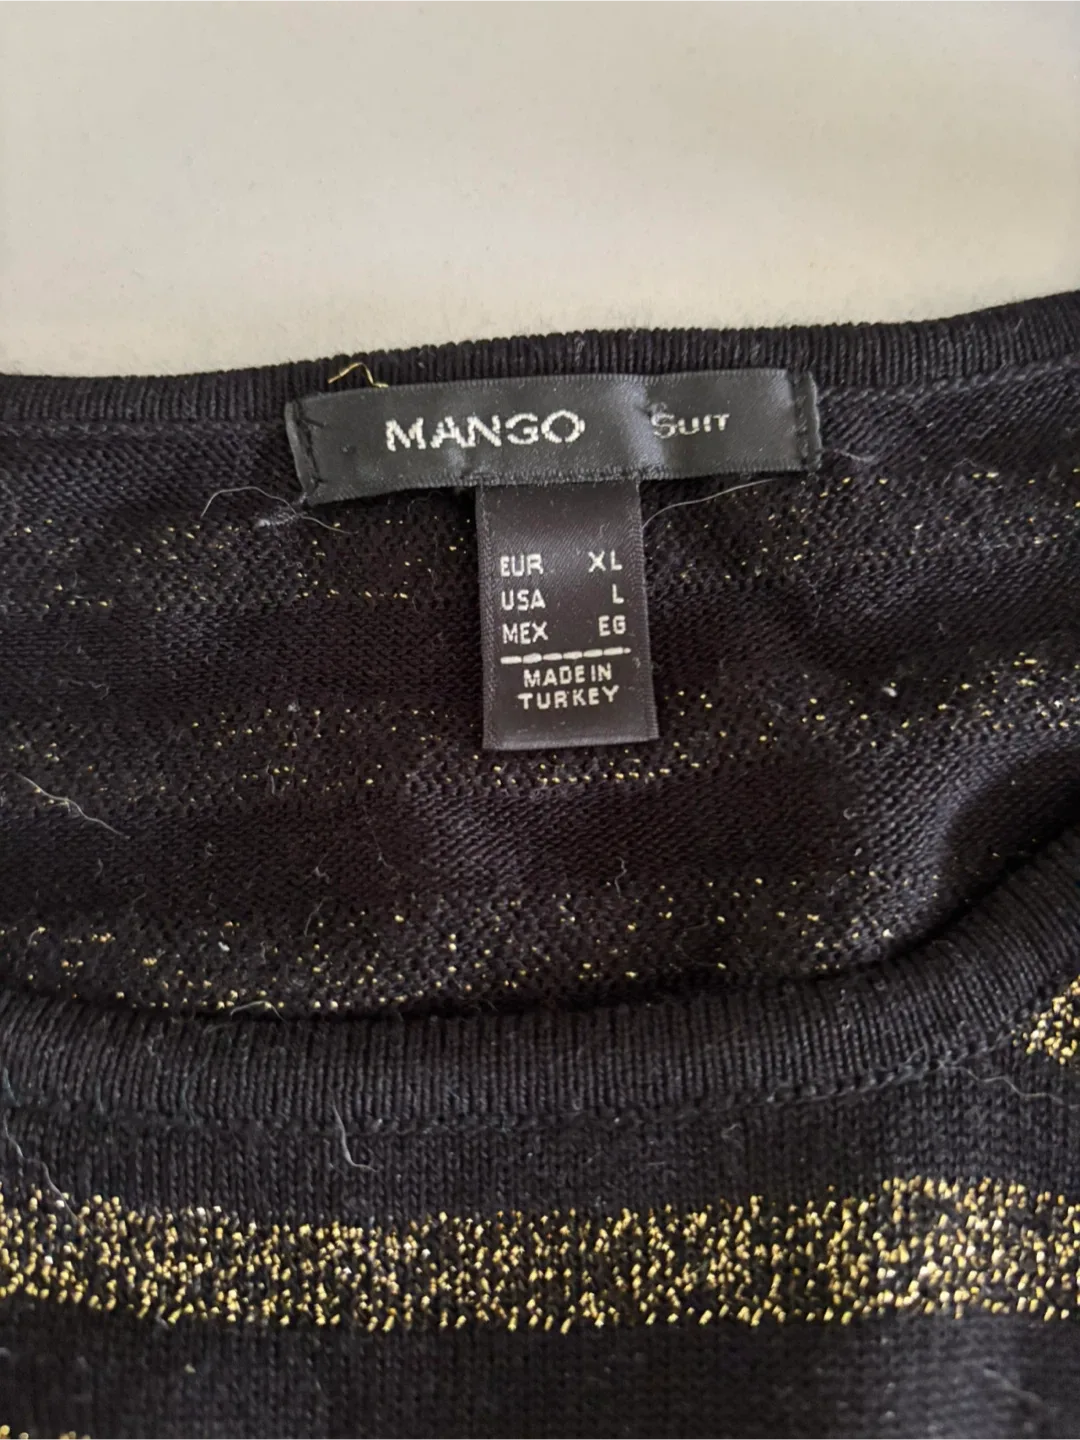 MANGO SUIT
EUR XL
USA L
MEX EG
MADE IN
TURKEY